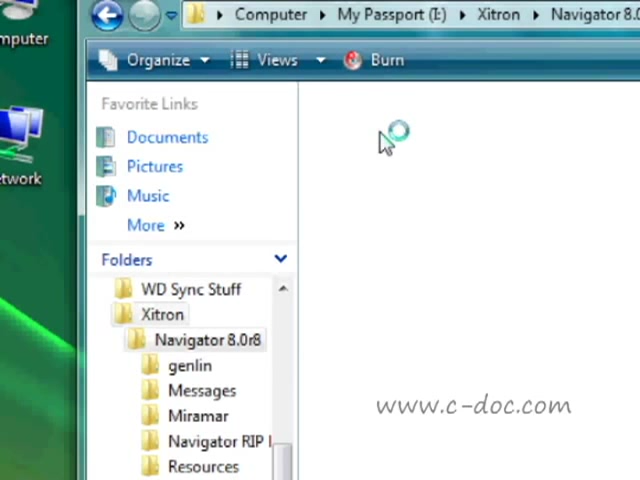 mputer
Computer
My Passport (I:)
Xitron
Navigator 8.0
Organize
Views
Burn
Favorite Links
Documents
Pictures
Music
More »
etwork
Folders
WD Sync Stuff
Xitron
Navigator 8.0r8
genlin
Messages
Miramar
Navigator RIP
Resources
www.c-doc.com